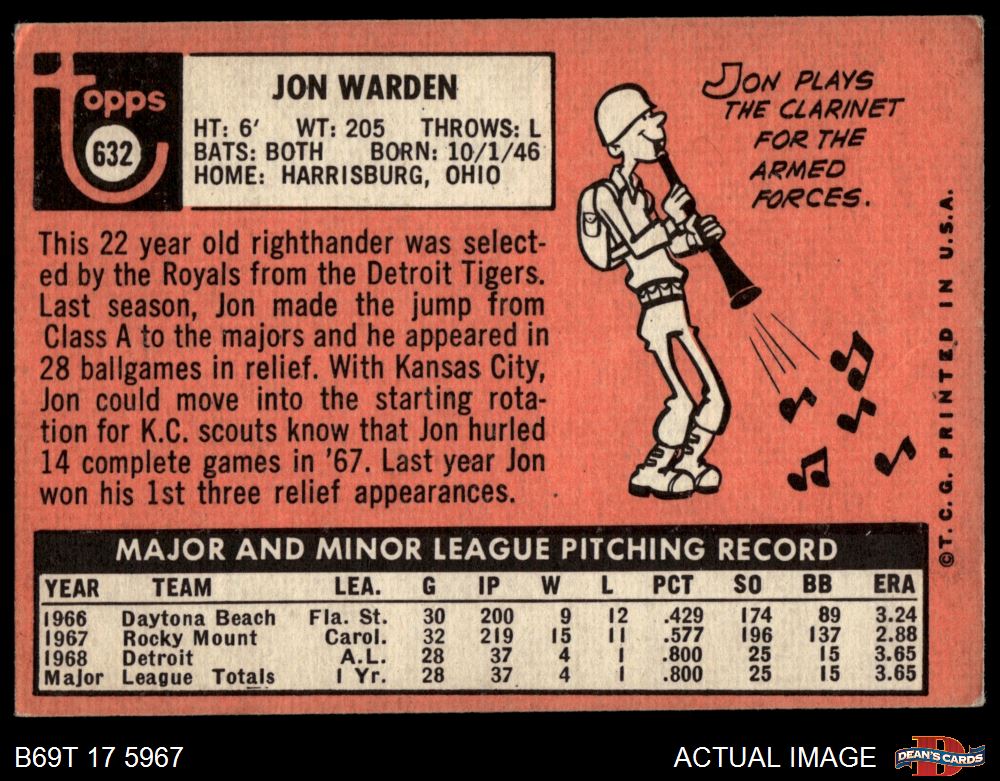 Topps
632
JON WARDEN
HT: 6' WT: 205 THROWS: L
BATS: BOTH BORN: 10/1/46
HOME: HARRISBURG, OHIO
This 22 year old righthander was select-
ed by the Royals from the Detroit Tigers.
Last season, Jon made the jump from
Class A to the majors and he appeared in
28 ballgames in relief. With Kansas City,
Jon could move into the starting rota-
tion for K.C. scouts know that Jon hurled
14 complete games in '67. Last year Jon
won his 1st three relief appearances.
JON PLAYS
THE CLARINET
FOR THE
ARMED
FORCES.
©T.C.G. PRINTED IN U.S.A.
MAJOR AND MINOR LEAGUE PITCHING RECORD
YEAR TEAM LEA. G IP W L PCT SO BB ERA
1966 Daytona Beach Fla. St. 30 200 9 12 .429 174 89 3.24
1967 Rocky Mount Carol. 32 219 15 11 .577 196 137 2.88
1968 Detroit A.L. 28 37 4 1 .800 25 15 3.65
Major League Totals 1 Yr. 28 37 4 1 .800 25 15 3.65
B69T 17 5967
ACTUAL IMAGE
DEAN'S CARDS